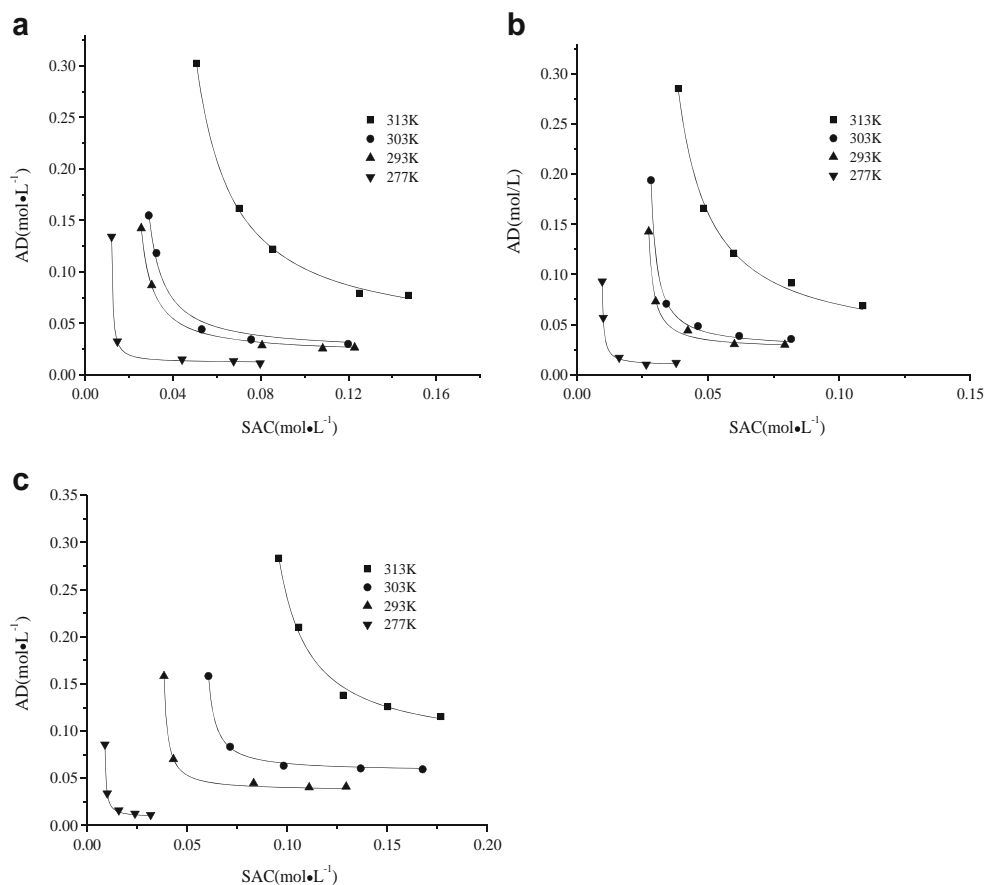 a
AD(mol•L⁻¹)
0.30
0.25
0.20
0.15
0.10
0.05
0.00
313K
303K
293K
277K
0.00 0.04 0.08 0.12 0.16
SAC(mol•L⁻¹)
b
AD(mol/L)
0.30
0.25
0.20
0.15
0.10
0.05
0.00
313K
303K
293K
277K
0.00 0.05 0.10 0.15
SAC(mol•L⁻¹)
c
AD(mol•L⁻¹)
0.35
0.30
0.25
0.20
0.15
0.10
0.05
0.00
313K
303K
293K
277K
0.00 0.05 0.10 0.15 0.20
SAC(mol•L⁻¹)